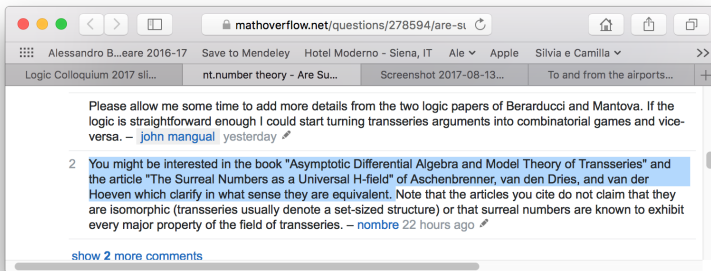 mathoverflow.net/questions/278594/are-su
Alessandro B...eare 2016-17 Save to Mendeley Hotel Moderno - Siena, IT Ale Apple Silvia e Camilla >>
Logic Colloquium 2017 sli... nt.number theory - Are Su... Screenshot 2017-08-13... To and from the airports... +
Please allow me some time to add more details from the two logic papers of Berarducci and Mantova. If the
logic is straightforward enough I could start turning transseries arguments into combinatorial games and vice-
versa. – john mangual yesterday
2 You might be interested in the book "Asymptotic Differential Algebra and Model Theory of Transseries" and
the article "The Surreal Numbers as a Universal H-field" of Aschenbrenner, van den Dries, and van der
Hoeven which clarify in what sense they are equivalent. Note that the articles you cite do not claim that they
are isomorphic (transseries usually denote a set-sized structure) or that surreal numbers are known to exhibit
every major property of the field of transseries. – nombre 22 hours ago
show 2 more comments